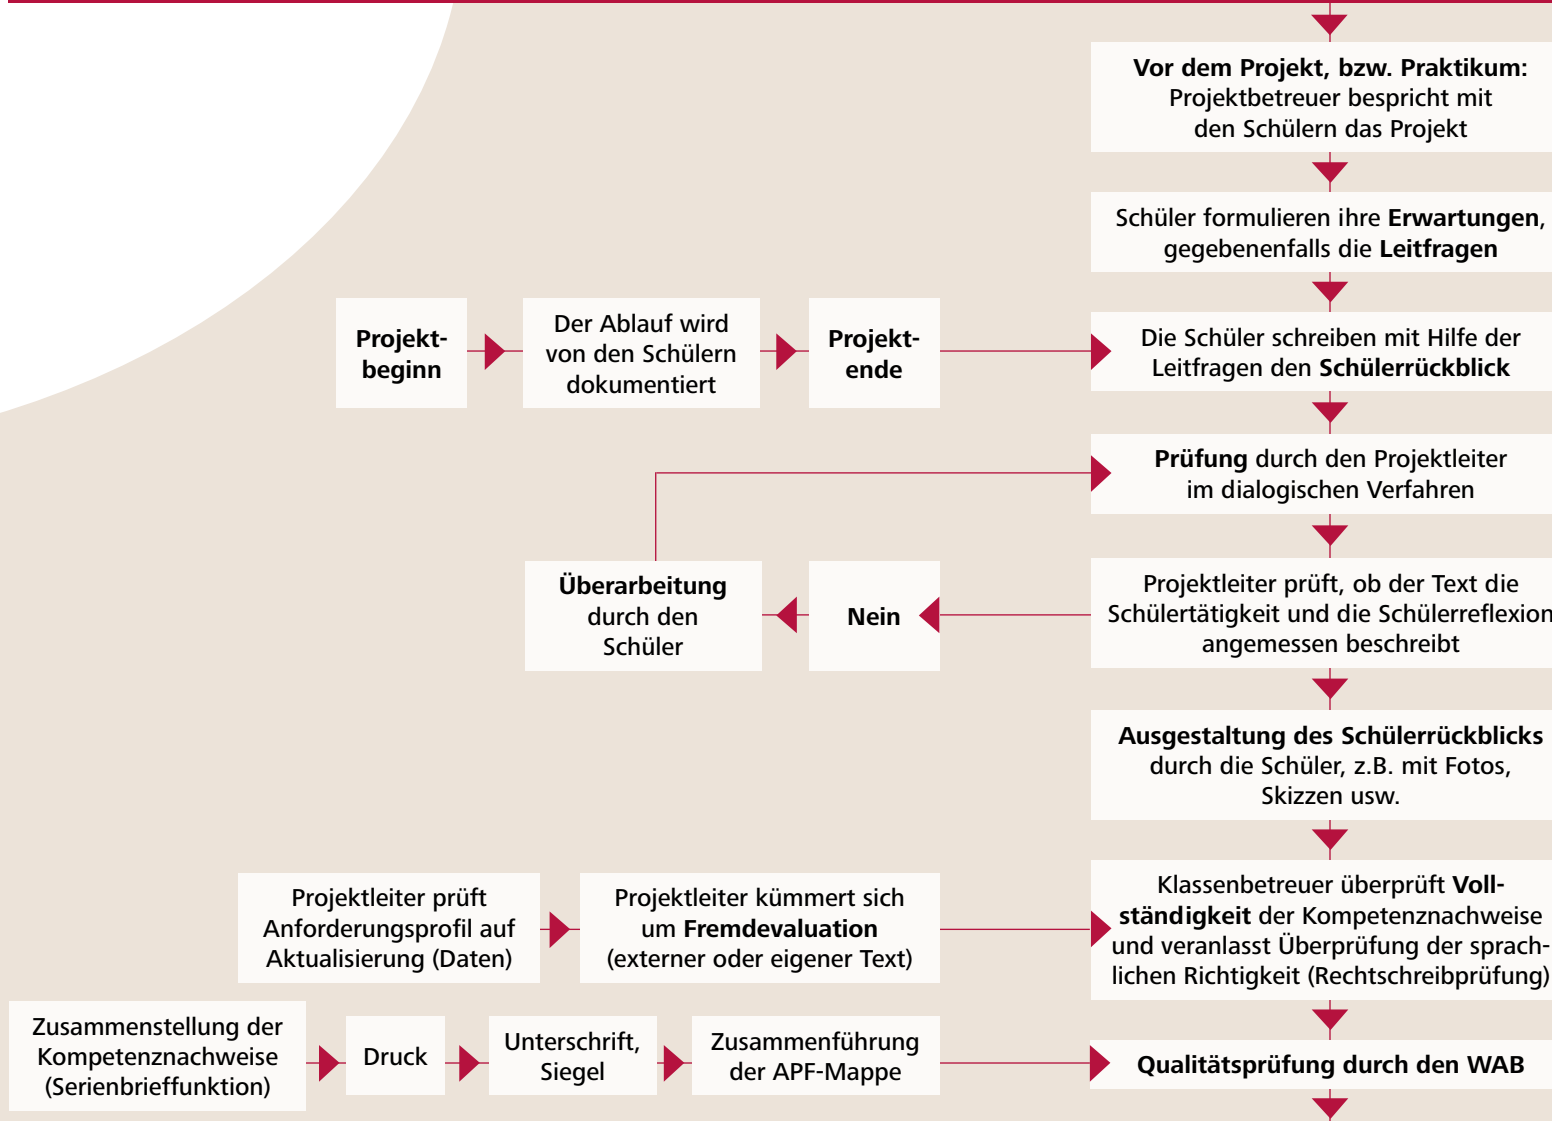 Vor dem Projekt, bzw. Praktikum:
Projektbetreuer bespricht mit
den Schülern das Projekt
Schüler formulieren ihre Erwartungen,
gegebenenfalls die Leitfragen
Projekt-
beginn
Der Ablauf wird
von den Schülern
dokumentiert
Projekt-
ende
Die Schüler schreiben mit Hilfe der
Leitfragen den Schülerrückblick
Prüfung durch den Projektleiter
im dialogischen Verfahren
Projektleiter prüft, ob der Text die
Schülertätigkeit und die Schülerreflexion
angemessen beschreibt
Nein
Überarbeitung
durch den
Schüler
Ausgestaltung des Schülerrückblicks
durch die Schüler, z.B. mit Fotos,
Skizzen usw.
Projektleiter prüft
Anforderungsprofil auf
Aktualisierung (Daten)
Projektleiter kümmert sich
um Fremdevaluation
(externer oder eigener Text)
Klassenbetreuer überprüft Voll-
ständigkeit der Kompetenznachweise
und veranlasst Überprüfung der sprach-
lichen Richtigkeit (Rechtschreibprüfung)
Zusammenstellung der
Kompetenznachweise
(Serienbrieffunktion)
Druck
Unterschrift,
Siegel
Zusammenführung
der APF-Mappe
Qualitätsprüfung durch den WAB